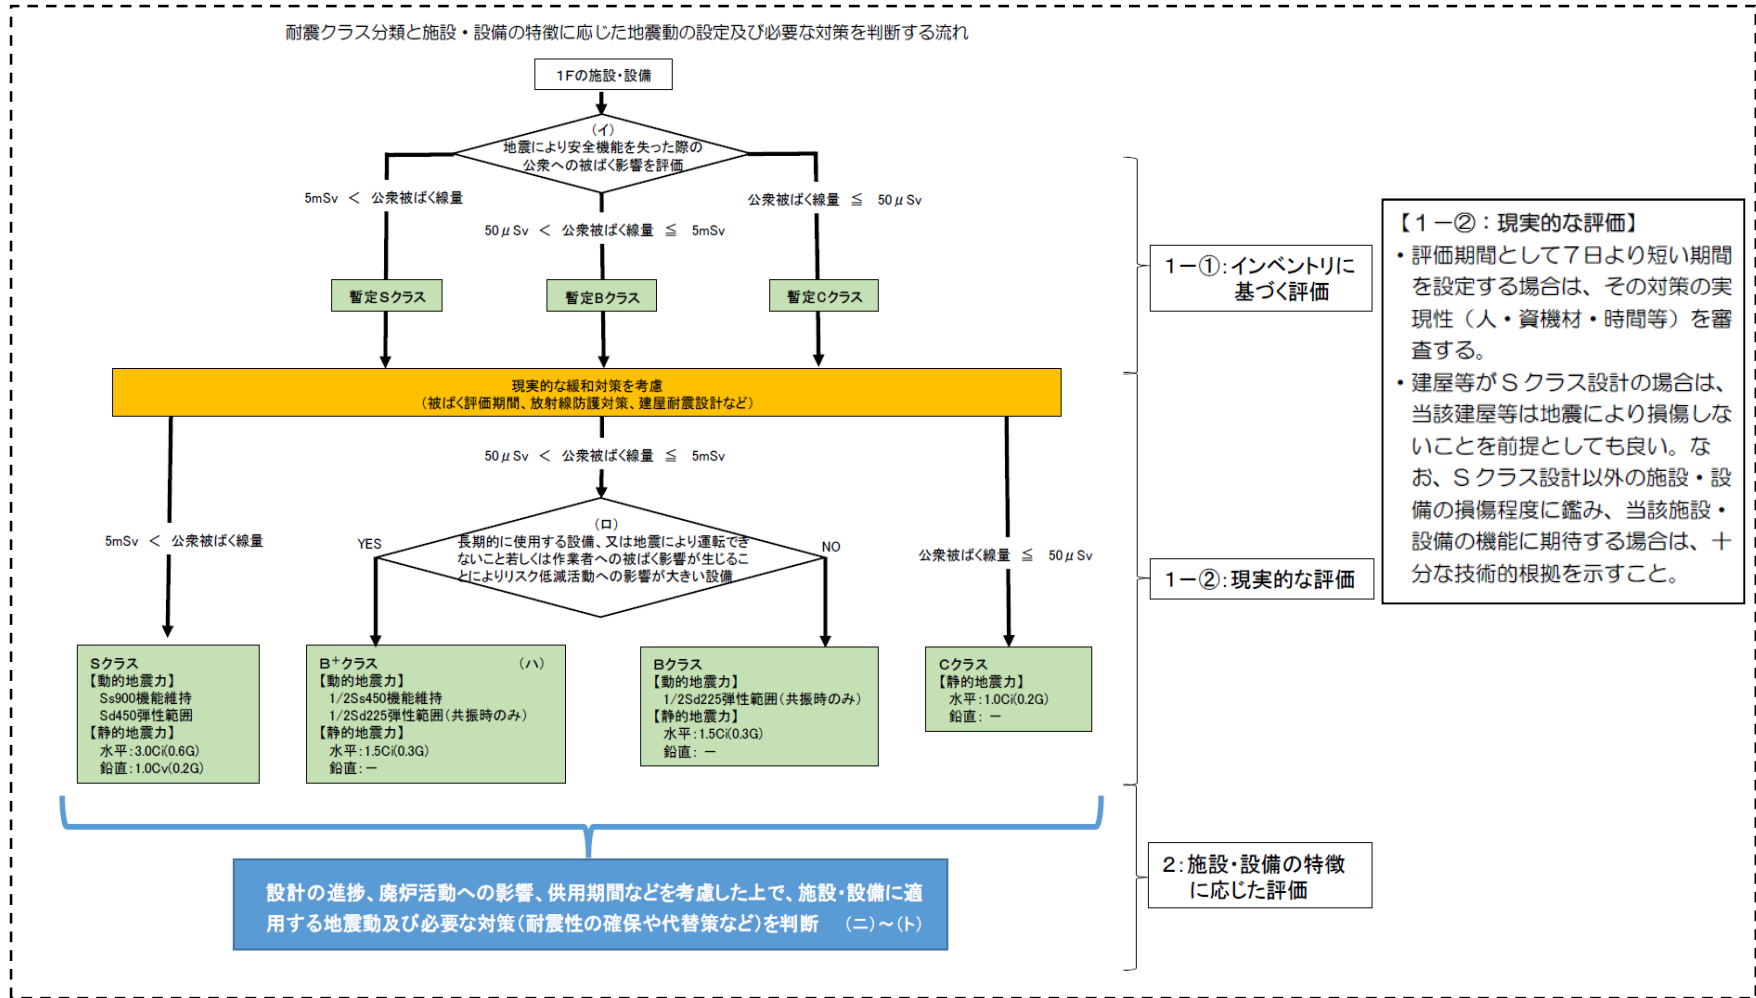 耐震クラス分類と施設・設備の特徴に応じた地震動の設定及び必要な対策を判断する流れ
1Fの施設・設備
(イ)
地震により安全機能を失った際の
公衆への被ばく影響を評価
5mSv ＜ 公衆被ばく線量
50μSv ＜ 公衆被ばく線量 ≦ 5mSv
公衆被ばく線量 ≦ 50μSv
暫定Sクラス
暫定Bクラス
暫定Cクラス
1－①:インベントリに
基づく評価
現実的な緩和対策を考慮
(被ばく評価期間、放射線防護対策、建屋耐震設計など)
5mSv ＜ 公衆被ばく線量
50μSv ＜ 公衆被ばく線量 ≦ 5mSv
公衆被ばく線量 ≦ 50μSv
(ロ)
長期的に使用する設備、又は地震により運転でき
ないこと若しくは作業者への被ばく影響が生じるこ
とによりリスク低減活動への影響が大きい設備
YES
NO
1－②:現実的な評価
Sクラス
【動的地震力】
Ss900機能維持
Sd450弾性範囲
【静的地震力】
水平:3.0Ci(0.6G)
鉛直:1.0Cv(0.2G)
B⁺クラス (ハ)
【動的地震力】
1/2Ss450機能維持
1/2Sd225弾性範囲(共振時のみ)
【静的地震力】
水平:1.5Ci(0.3G)
鉛直:－
Bクラス
【動的地震力】
1/2Sd225弾性範囲(共振時のみ)
【静的地震力】
水平:1.5Ci(0.3G)
鉛直: －
Cクラス
【静的地震力】
水平:1.0Ci(0.2G)
鉛直: －
設計の進捗、廃炉活動への影響、供用期間などを考慮した上で、施設・設備に適
用する地震動及び必要な対策(耐震性の確保や代替策など)を判断 (ニ)～(ト)
2:施設・設備の特徴
に応じた評価
【1－②：現実的な評価】
・評価期間として7日より短い期間
を設定する場合は、その対策の実
現性（人・資機材・時間等）を審
査する。
・建屋等がSクラス設計の場合は、
当該建屋等は地震により損傷しな
いことを前提としても良い。な
お、Sクラス設計以外の施設・設
備の損傷程度に鑑み、当該施設・
設備の機能に期待する場合は、十
分な技術的根拠を示すこと。